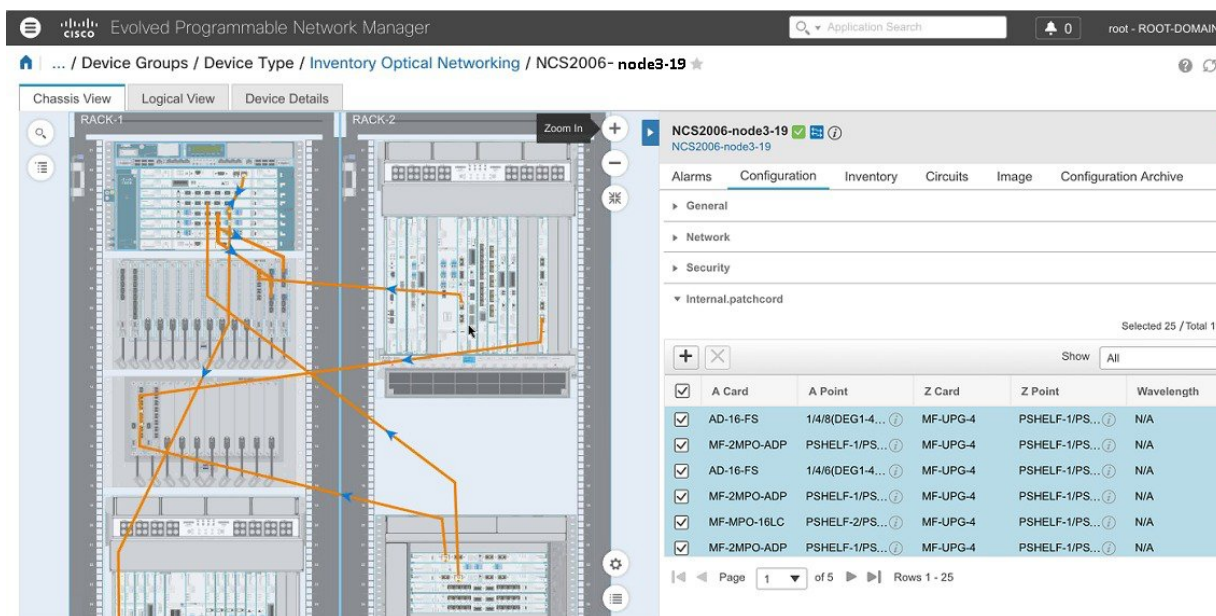 cisco Evolved Programmable Network Manager
Application Search
0
root - ROOT-DOMAIN
... / Device Groups / Device Type / Inventory Optical Networking / NCS2006- node3-19
Chassis View Logical View Device Details
RACK-1 RACK-2
Zoom In
NCS2006-node3-19
NCS2006-node3-19
Alarms Configuration Inventory Circuits Image Configuration Archive
General
Network
Security
Internal.patchcord
Selected 25 / Total 1
Show All
A Card A Point Z Card Z Point Wavelength
AD-16-FS 1/4/8(DEG1-4... MF-UPG-4 PSHELF-1/PS... N/A
MF-2MPO-ADP PSHELF-1/PS... MF-UPG-4 PSHELF-1/PS... N/A
AD-16-FS 1/4/6(DEG1-4... MF-UPG-4 PSHELF-1/PS... N/A
MF-2MPO-ADP PSHELF-1/PS... MF-UPG-4 PSHELF-1/PS... N/A
MF-MPO-16LC PSHELF-2/PS... MF-UPG-4 PSHELF-1/PS... N/A
MF-2MPO-ADP PSHELF-1/PS... MF-UPG-4 PSHELF-1/PS... N/A
Page 1 of 5 Rows 1 - 25